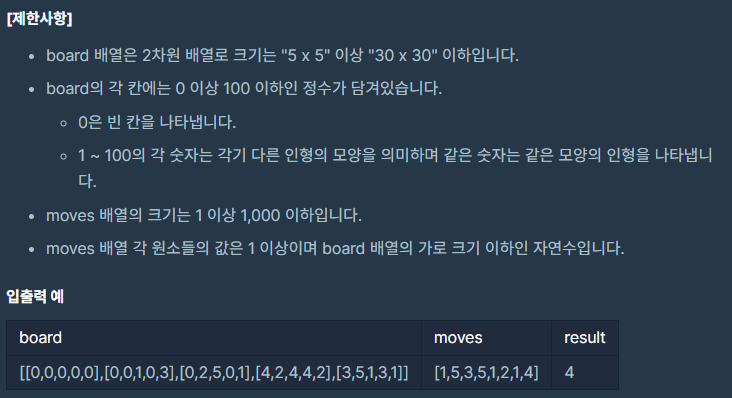 [제한사항]
• board 배열은 2차원 배열로 크기는 "5 x 5" 이상 "30 x 30" 이하입니다.
• board의 각 칸에는 0 이상 100 이하인 정수가 담겨있습니다.
◦ 0은 빈 칸을 나타냅니다.
◦ 1 ~ 100의 각 숫자는 각기 다른 인형의 모양을 의미하며 같은 숫자는 같은 모양의 인형을 나타냅니
다.
• moves 배열의 크기는 1 이상 1,000 이하입니다.
• moves 배열 각 원소들의 값은 1 이상이며 board 배열의 가로 크기 이하인 자연수입니다.
입출력 예
board moves result
[[0,0,0,0,0],[0,0,1,0,3],[0,2,5,0,1],[4,2,4,4,2],[3,5,1,3,1]] [1,5,3,5,1,2,1,4] 4